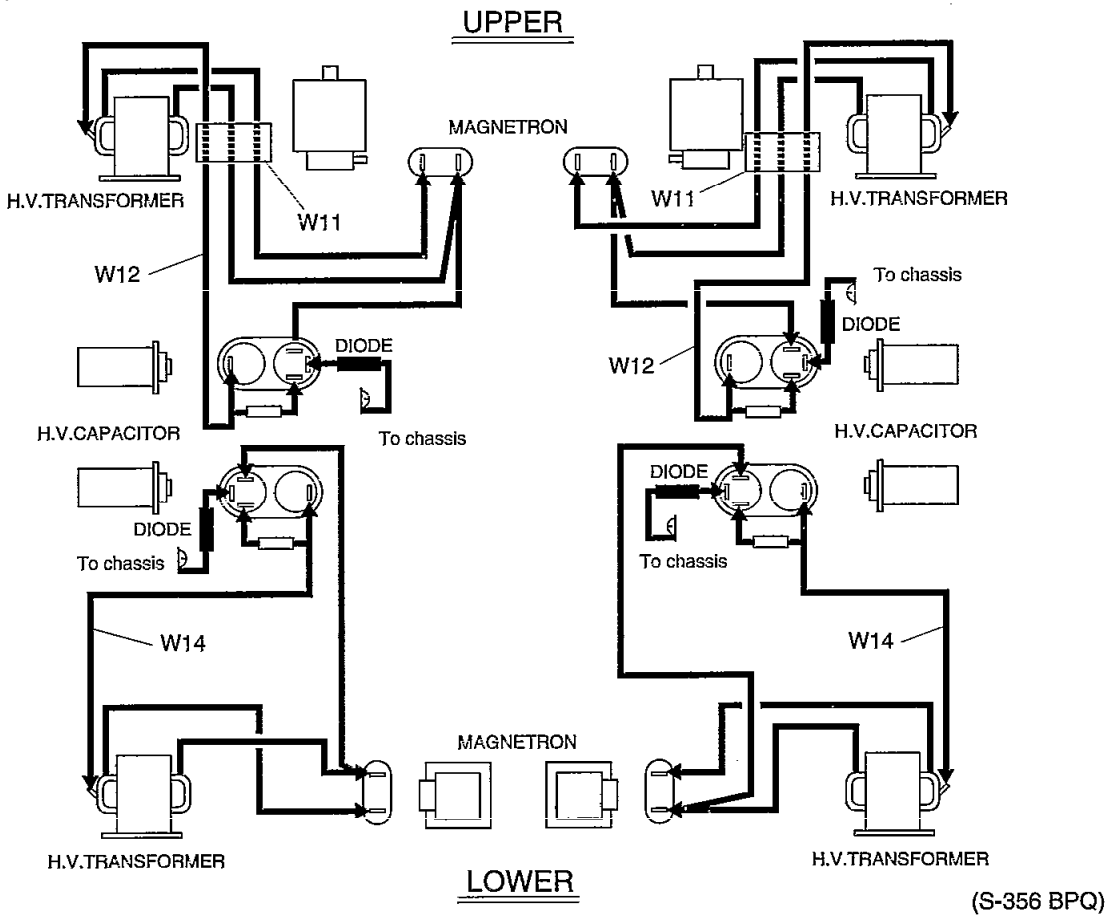 UPPER
MAGNETRON
H.V.TRANSFORMER
W11
W11
H.V.TRANSFORMER
W12
To chassis
DIODE
DIODE
W12
To chassis
H.V.CAPACITOR
H.V.CAPACITOR
DIODE
DIODE
To chassis
To chassis
W14
W14
MAGNETRON
H.V.TRANSFORMER
H.V.TRANSFORMER
LOWER
(S-356 BPQ)